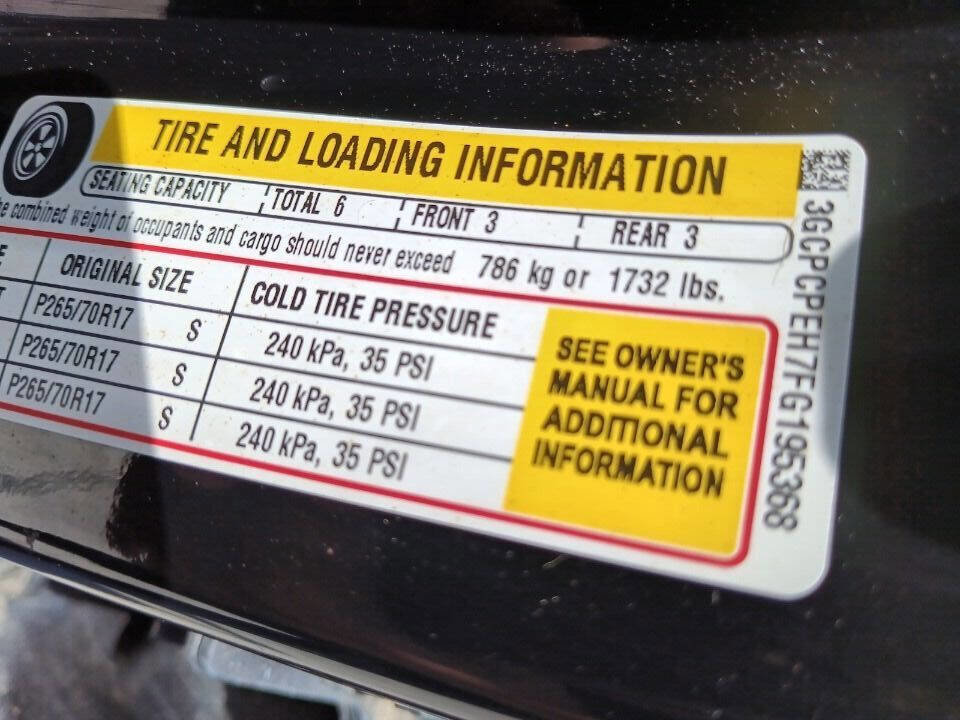 TIRE AND LOADING INFORMATION
SEATING CAPACITY TOTAL 6 FRONT 3 REAR 3
combined weight of occupants and cargo should never exceed 786 kg or 1732 lbs.
ORIGINAL SIZE COLD TIRE PRESSURE
P265/70R17 S 240 kPa, 35 PSI
P265/70R17 S 240 kPa, 35 PSI
P265/70R17 S 240 kPa, 35 PSI
SEE OWNER'S
MANUAL FOR
ADDITIONAL
INFORMATION
3GCPCPEH7FG195368